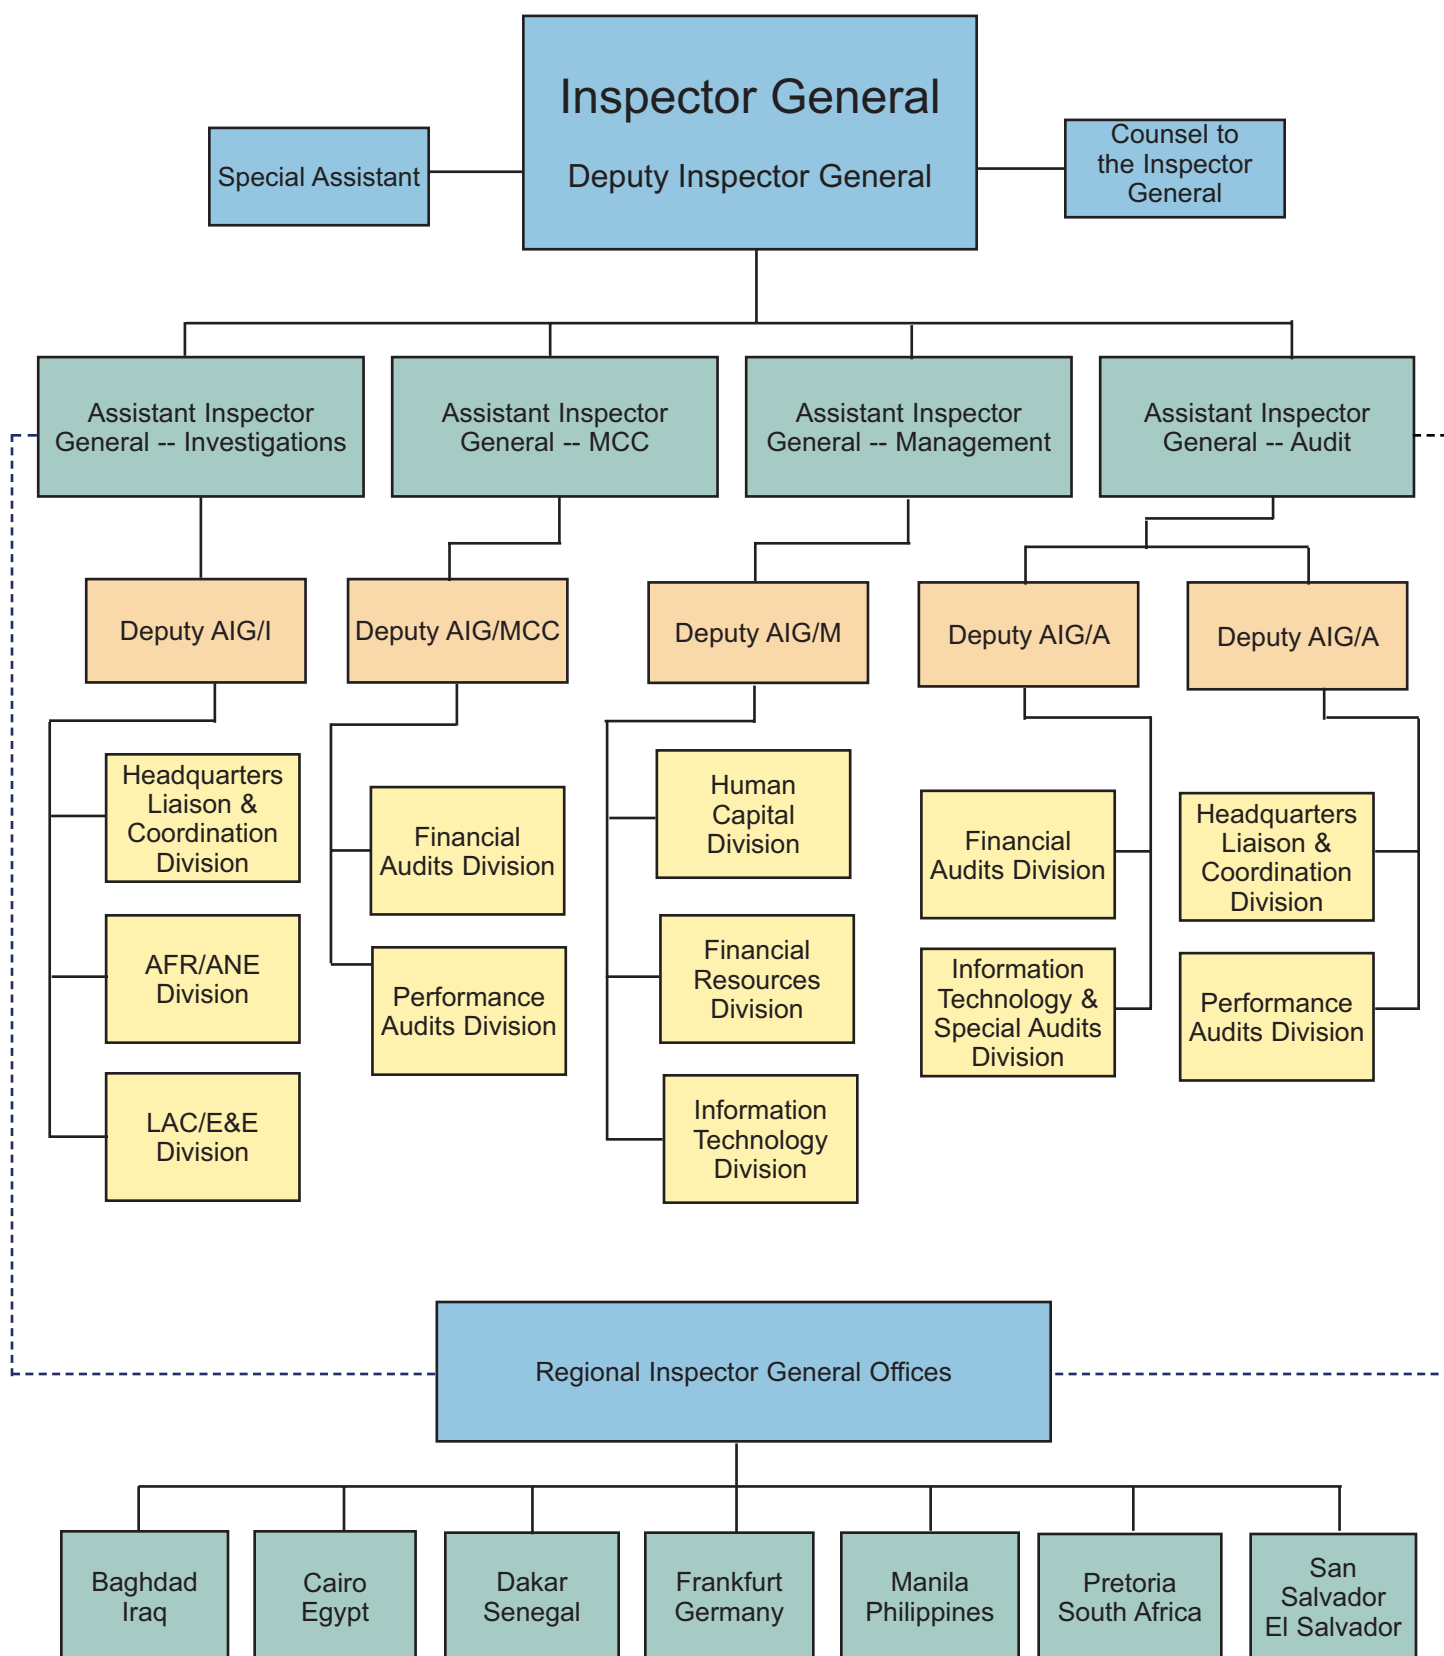 Inspector General
Deputy Inspector General
Special Assistant
Counsel to
the Inspector
General
Assistant Inspector
General -- Investigations
Assistant Inspector
General -- MCC
Assistant Inspector
General -- Management
Assistant Inspector
General -- Audit
Deputy AIG/I
Deputy AIG/MCC
Deputy AIG/M
Deputy AIG/A
Deputy AIG/A
Headquarters
Liaison &
Coordination
Division
AFR/ANE
Division
LAC/E&E
Division
Financial
Audits Division
Performance
Audits Division
Human
Capital
Division
Financial
Resources
Division
Information
Technology
Division
Financial
Audits Division
Information
Technology &
Special Audits
Division
Headquarters
Liaison &
Coordination
Division
Performance
Audits Division
Regional Inspector General Offices
Baghdad
Iraq
Cairo
Egypt
Dakar
Senegal
Frankfurt
Germany
Manila
Philippines
Pretoria
South Africa
San
Salvador
El Salvador